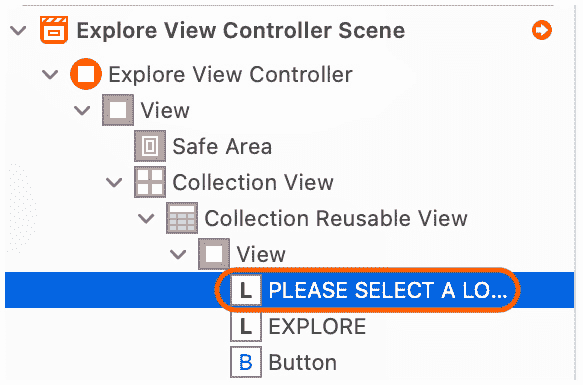 Explore View Controller Scene
Explore View Controller
View
Safe Area
Collection View
Collection Reusable View
View
L PLEASE SELECT A LO...
L EXPLORE
B Button